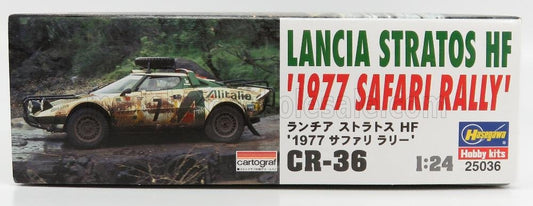 LANCIA STRATOS HF
'1977 SAFARI RALLY'
ランチア ストラトス HF
'1977 サファリ ラリー'
CR-36
1:24
Hasegawa
Hobby kits
25036
Alitalia
7
cartograf